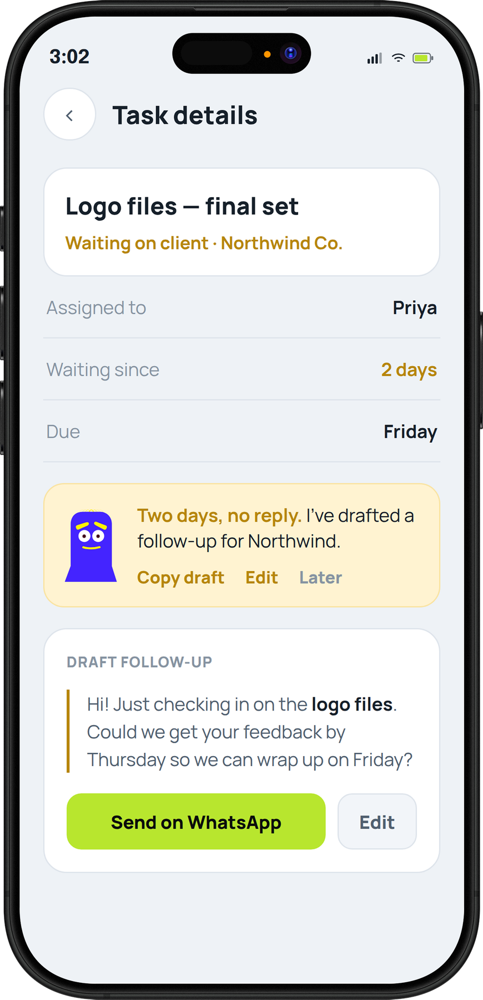 3:02
Task details
Logo files — final set
Waiting on client · Northwind Co.
Assigned to Priya
Waiting since 2 days
Due Friday
Two days, no reply. I've drafted a
follow-up for Northwind.
Copy draft Edit Later
DRAFT FOLLOW-UP
Hi! Just checking in on the logo files.
Could we get your feedback by
Thursday so we can wrap up on Friday?
Send on WhatsApp Edit